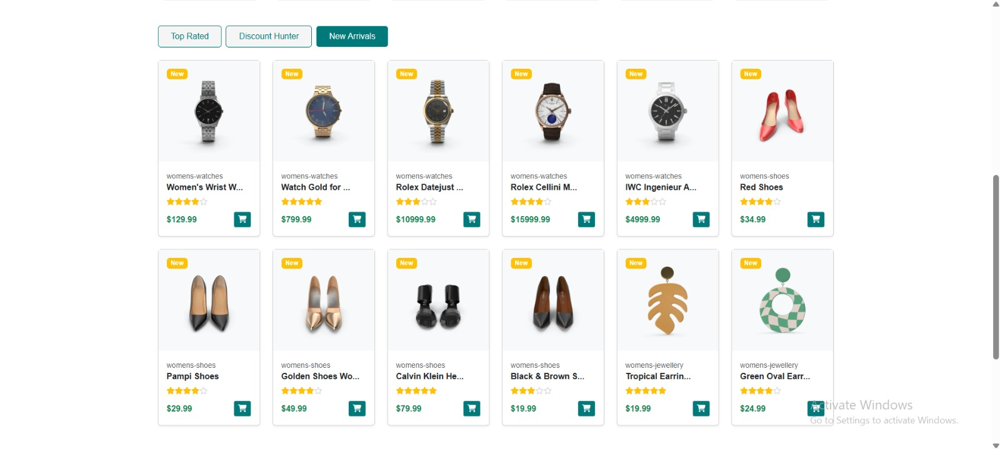 Top Rated
Discount Hunter
New Arrivals
New
New
New
New
New
New
womens-watches
womens-watches
womens-watches
womens-watches
womens-watches
womens-shoes
Women's Wrist W...
Watch Gold for ...
Rolex Datejust ...
Rolex Cellini M...
IWC Ingenieur A...
Red Shoes
$129.99
$799.99
$10999.99
$15999.99
$4999.99
$34.99
New
New
New
New
New
New
womens-shoes
womens-shoes
womens-shoes
womens-shoes
womens-jewellery
womens-jewellery
Pampi Shoes
Golden Shoes Wo...
Calvin Klein He...
Black & Brown S...
Tropical Earrin...
Green Oval Earr...
$29.99
$49.99
$79.99
$19.99
$19.99
$24.99
Activate Windows
Go to Settings to activate Windows.